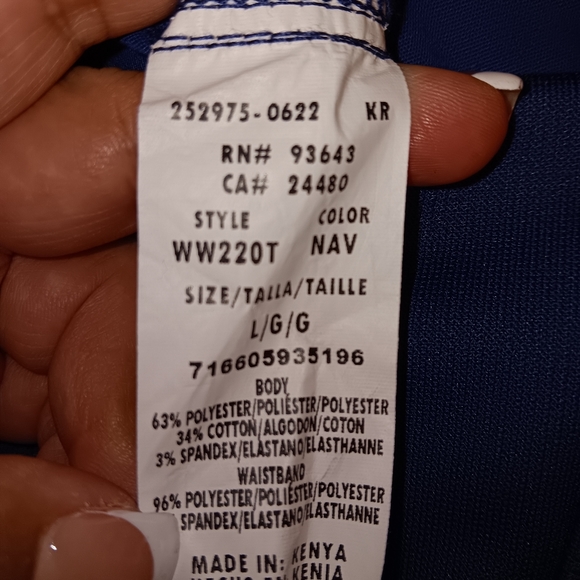 252975-0622 KR
RN# 93643
CA# 24480
STYLE COLOR
WW220T NAV
SIZE/TALLA/TAILLE
L/G/G
716605935196
BODY
63% POLYESTER/POLIÉSTER/POLYESTER
34% COTTON/ALGODON/COTON
3% SPANDEX/ELASTANO/ELASTHANNE
WAISTBAND
96% POLYESTER/POLIÉSTER/POLYESTER
SPANDEX/ELASTANO/ELASTHANNE
MADE IN: KENYA
KENIA